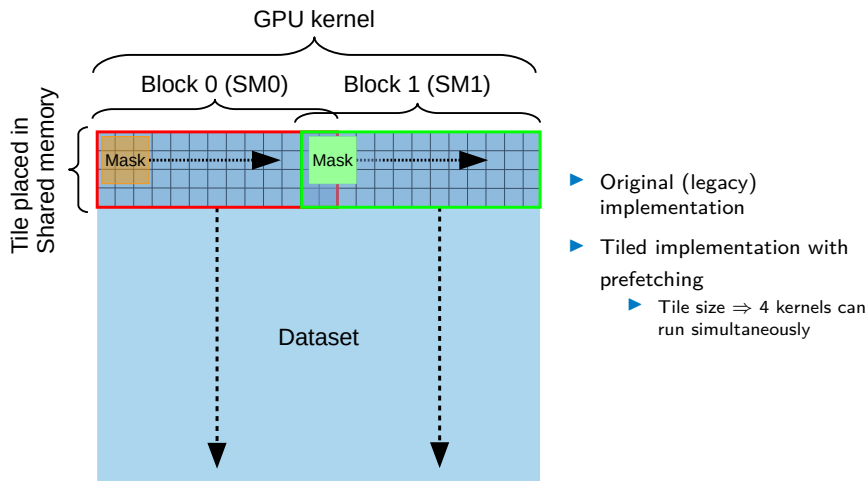 GPU kernel
Block 0 (SM0)
Block 1 (SM1)
Tile placed in
Shared memory
Mask
Mask
Dataset
▶ Original (legacy)
implementation
▶ Tiled implementation with
prefetching
▶ Tile size ⇒ 4 kernels can
run simultaneously